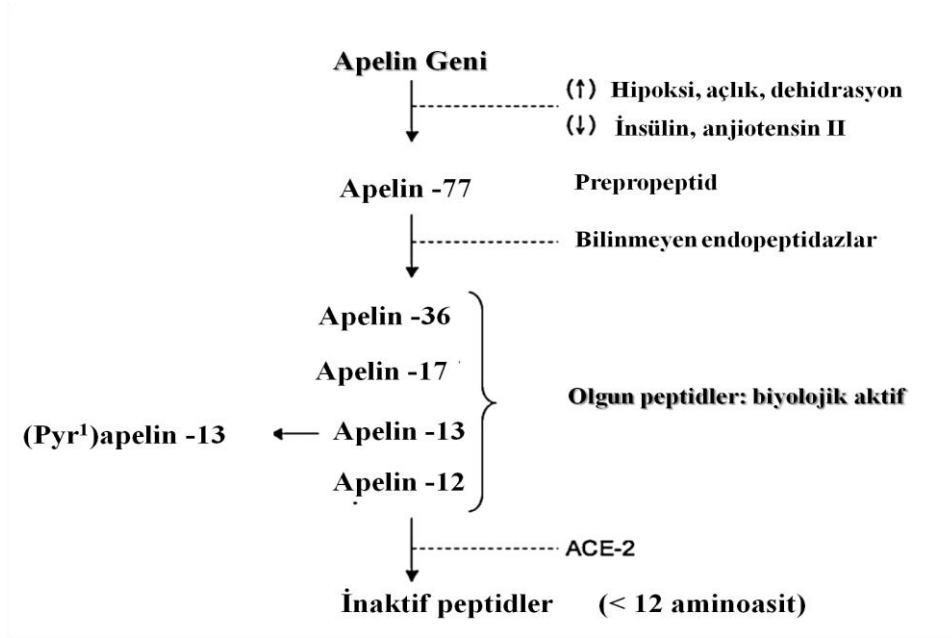 Apelin Geni
(↑) Hipoksi, açlık, dehidrasyon
(↓) İnsülin, anjiotensin II
Apelin -77 Prepropeptid
Bilinmeyen endopeptidazlar
Apelin -36
Apelin -17
Olgun peptidler: biyolojik aktif
(Pyr¹)apelin -13 ← Apelin -13
Apelin -12
ACE-2
İnaktif peptidler (< 12 aminoasit)